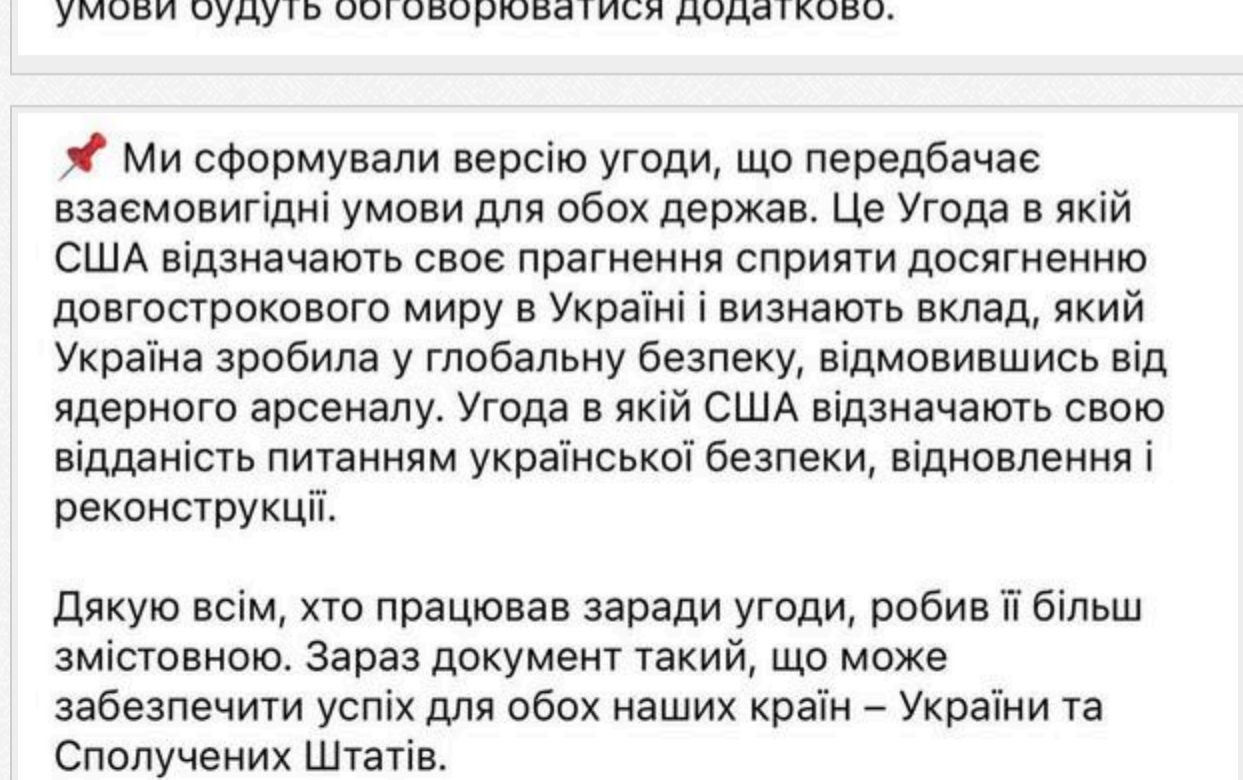 умови будуть обговорюватися додатково.
📌 Ми сформували версію угоди, що передбачає
взаємовигідні умови для обох держав. Це Угода в якій
США відзначають своє прагнення сприяти досягненню
довгострокового миру в Україні і визнають вклад, який
Україна зробила у глобальну безпеку, відмовившись від
ядерного арсеналу. Угода в якій США відзначають свою
відданість питанням української безпеки, відновлення і
реконструкції.
Дякую всім, хто працював заради угоди, робив її більш
змістовною. Зараз документ такий, що може
забезпечити успіх для обох наших країн – України та
Сполучених Штатів.